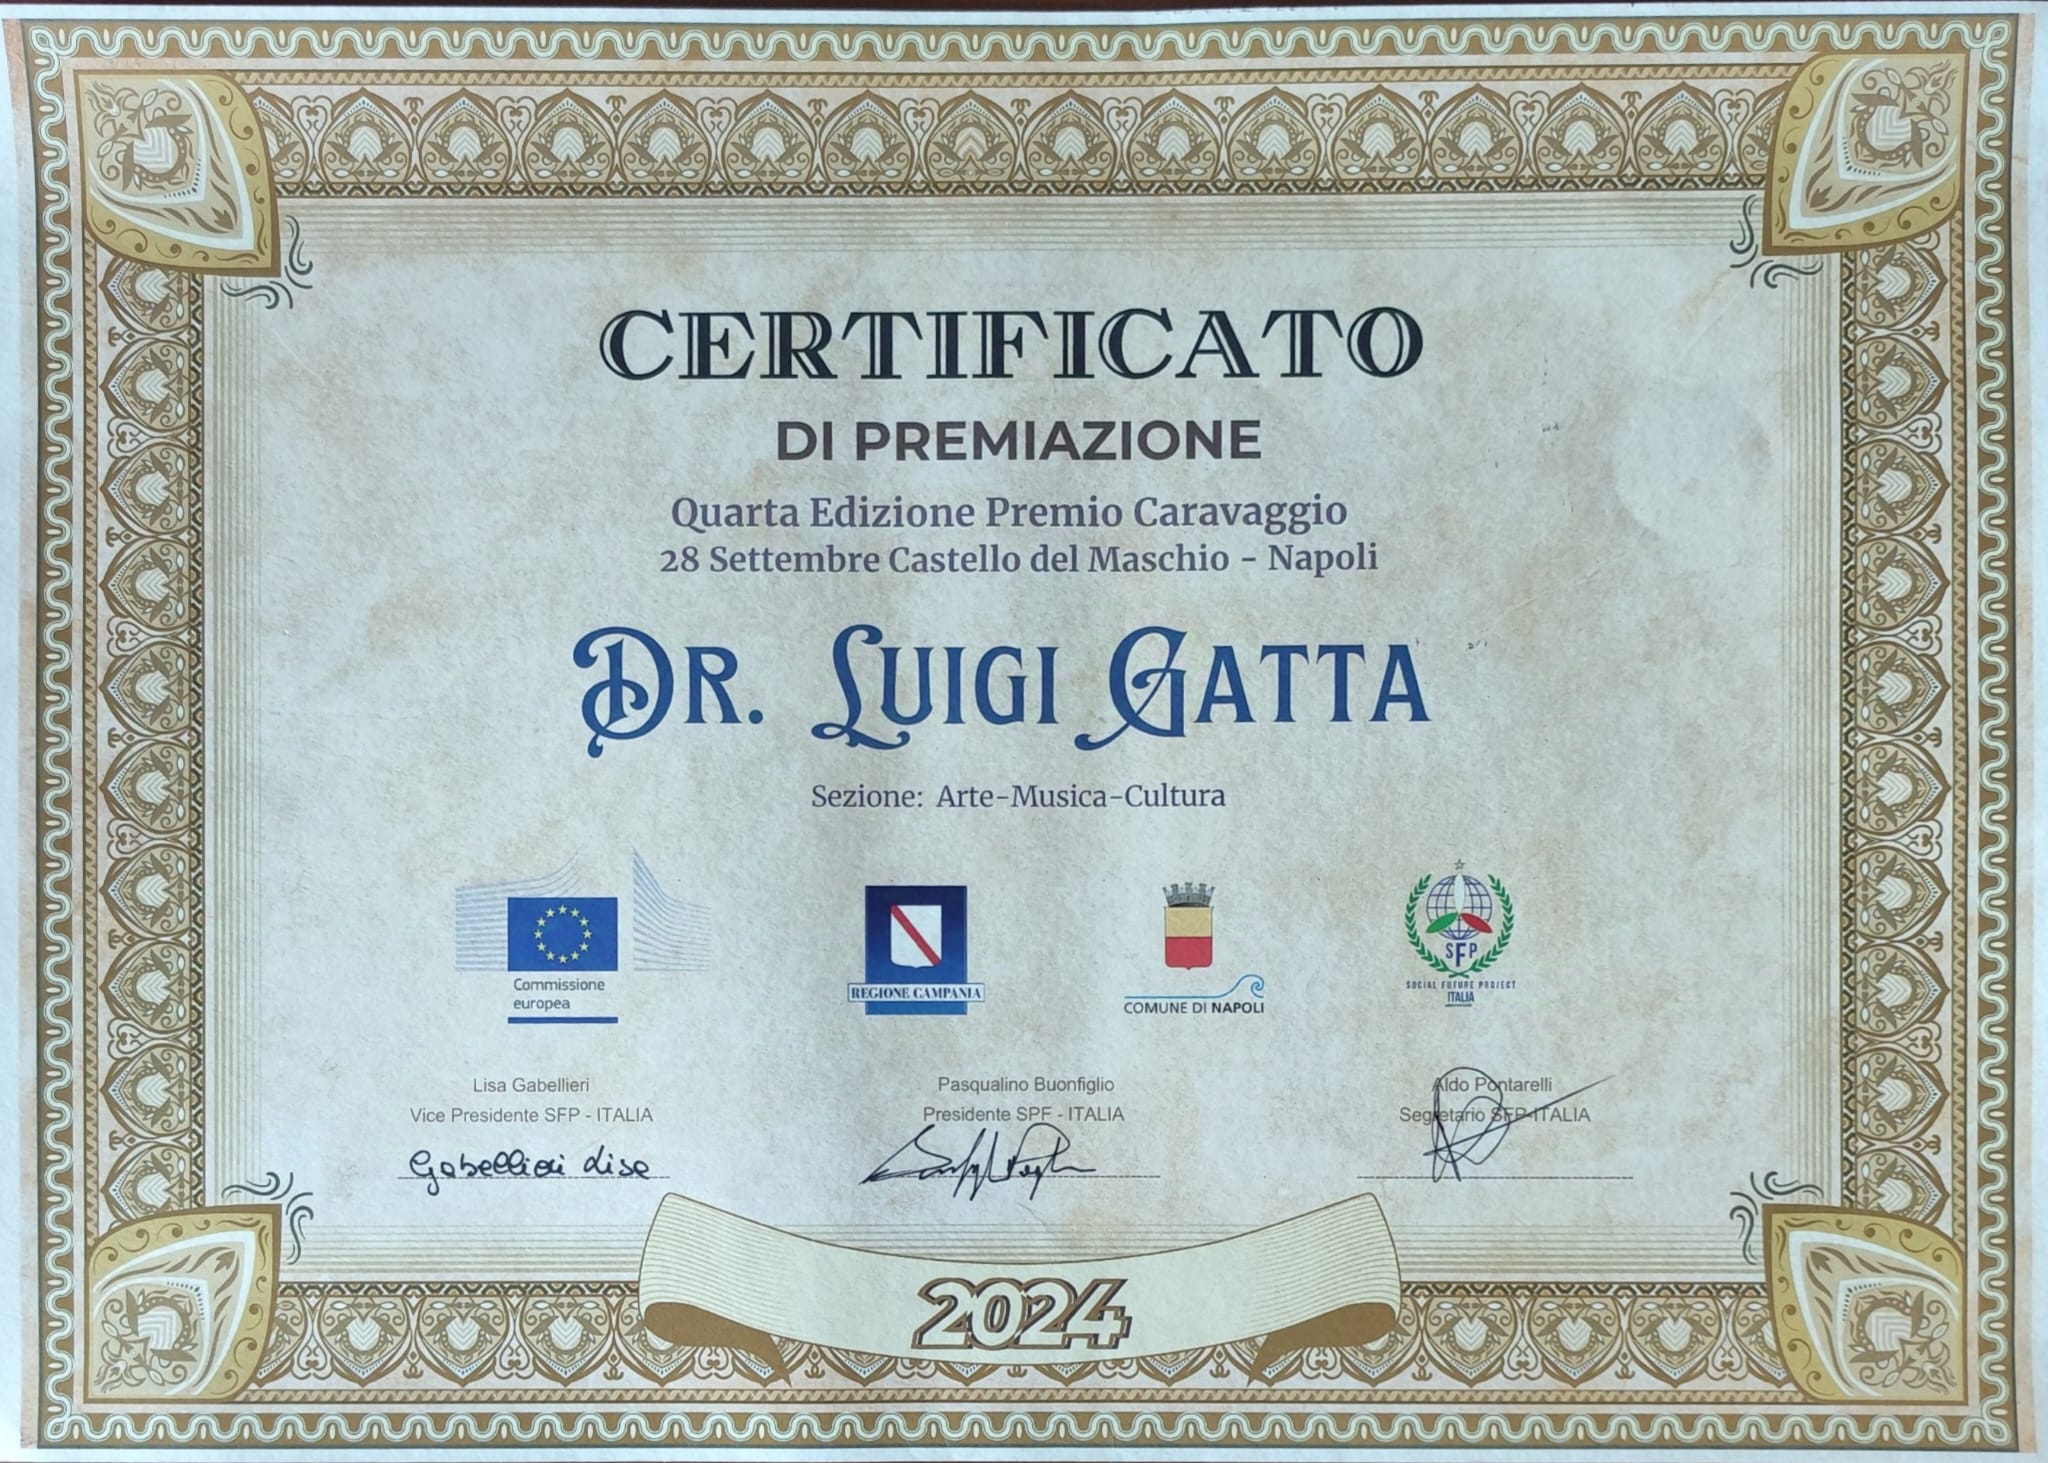 CERTIFICATO
DI PREMIAZIONE
Quarta Edizione Premio Caravaggio
28 Settembre Castello del Maschio - Napoli
DR. LUIGI GATTA
Sezione: Arte-Musica-Cultura
Commissione
europea
REGIONE CAMPANIA
COMUNE DI NAPOLI
SFP
SOCIAL FUTURE PROJECT
ITALIA
Lisa Gabellieri
Vice Presidente SFP - ITALIA
Gabellieri Lisa
Pasqualino Buonfiglio
Presidente SPF - ITALIA
Aldo Pontarelli
Segretario SFP-ITALIA
2024